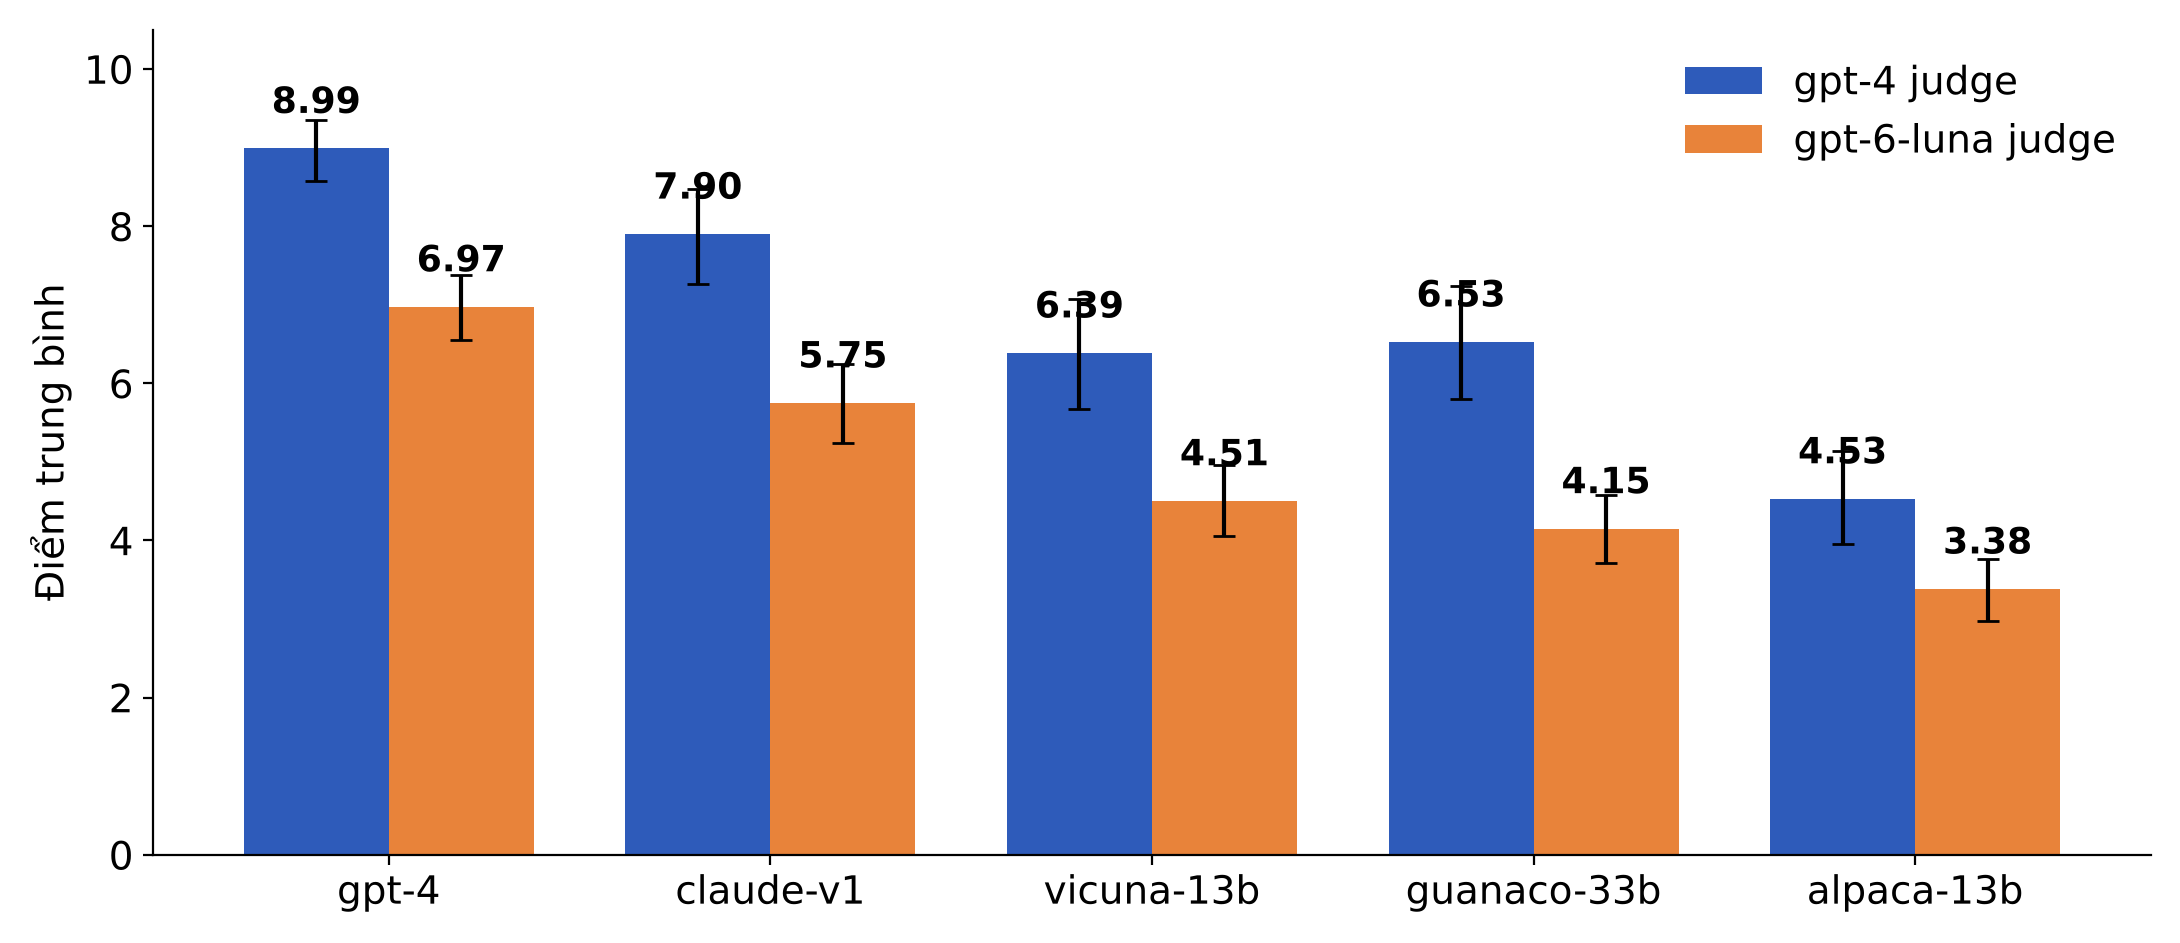 10
8
6
4
2
0
Điểm trung bình
gpt-4 judge
gpt-6-luna judge
8.99
6.97
7.90
5.75
6.39
4.51
6.53
4.15
4.53
3.38
gpt-4
claude-v1
vicuna-13b
guanaco-33b
alpaca-13b